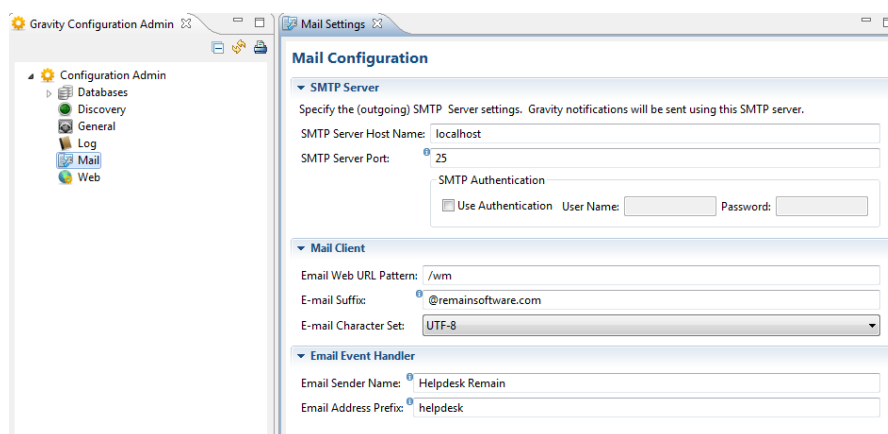 Gravity Configuration Admin
Configuration Admin
Databases
Discovery
General
Log
Mail
Web
Mail Settings
Mail Configuration
SMTP Server
Specify the (outgoing) SMTP Server settings. Gravity notifications will be sent using this SMTP server.
SMTP Server Host Name: localhost
SMTP Server Port: 25
SMTP Authentication
Use Authentication User Name: Password:
Mail Client
Email Web URL Pattern: /wm
E-mail Suffix: @remainsoftware.com
E-mail Character Set: UTF-8
Email Event Handler
Email Sender Name: Helpdesk Remain
Email Address Prefix: helpdesk